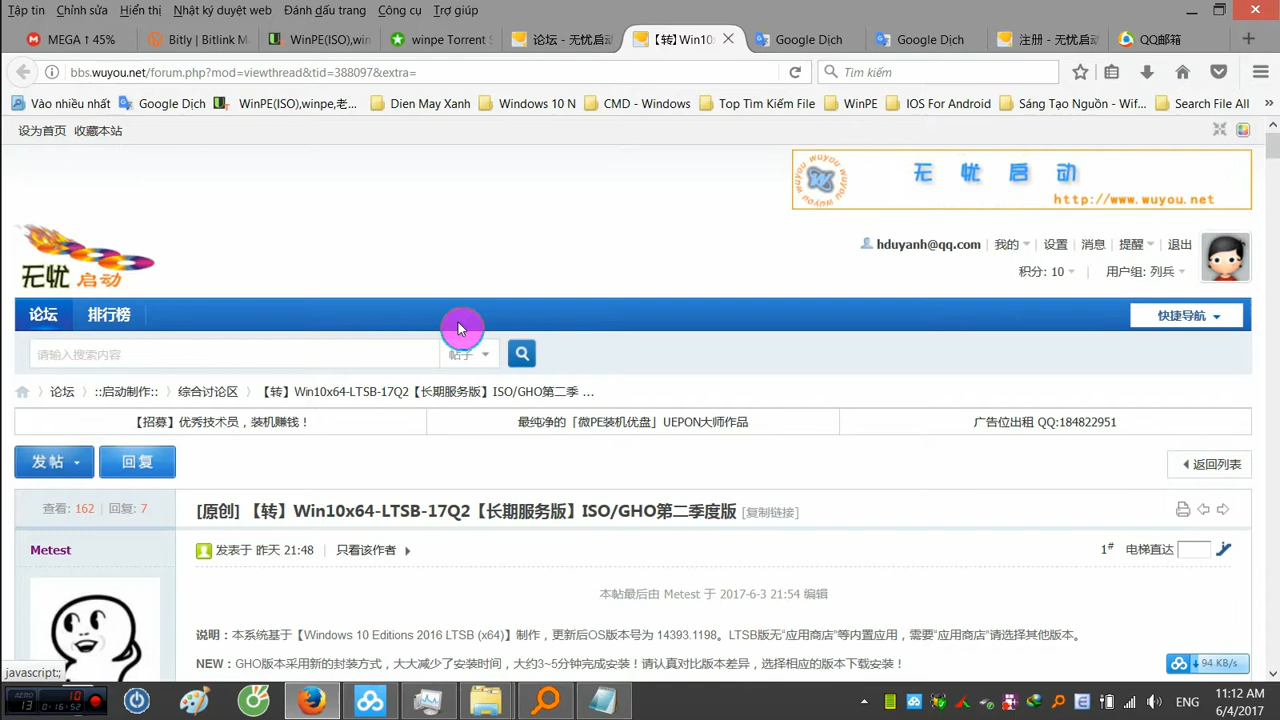 Tập tin Chỉnh sửa Hiển thị Nhật ký duyệt web Đánh dấu trang Công cụ Trợ giúp
MEGA ↑45% Bitly | Bitlink M WinPE(ISO),win winpe Torrent S 论坛 - 无忧启动 【转】Win10 Google Dịch Google Dịch 注册 - 无忧启动 QQ邮箱
bbs.wuyou.net/forum.php?mod=viewthread&tid=388097&extra= Tìm kiếm
Vào nhiều nhất Google Dịch WinPE(ISO),winpe,老... Dien May Xanh Windows 10 N CMD - Windows Top Tim Kiếm File WinPE IOS For Android Sáng Tạo Nguồn - Wif... Search File All »
设为首页 收藏本站
无忧启动
http://www.wuyou.net
无忧启动
hduyanh@qq.com 我的 设置 消息 提醒 退出
积分: 10 用户组: 列兵
论坛 排行榜 快捷导航
请输入搜索内容 帖子
论坛 ::启动制作:: 综合讨论区 【转】Win10x64-LTSB-17Q2【长期服务版】ISO/GHO第二季 ...
【招募】优秀技术员，装机赚钱！ 最纯净的「微PE装机优盘」UEPON大师作品 广告位出租 QQ:184822951
发帖 回复 返回列表
查看: 162 | 回复: 7 [原创] 【转】Win10x64-LTSB-17Q2【长期服务版】ISO/GHO第二季度版 [复制链接]
Metest 发表于 昨天 21:48 | 只看该作者 1# 电梯直达
本帖最后由 Metest 于 2017-6-3 21:54 编辑
说明：本系统基于【Windows 10 Editions 2016 LTSB (x64)】制作，更新后OS版本号为 14393.1198。LTSB版无“应用商店”等内置应用，需要“应用商店”请选择其他版本。
NEW：GHO版本采用新的封装方式，大大减少了安装时间，大约3~5分钟完成安装！请认真对比版本差异，选择相应的版本下载安装！
94 KB/s
javascript:;
AERO 13 10 0:16:52
ENG 11:12 AM
6/4/2017